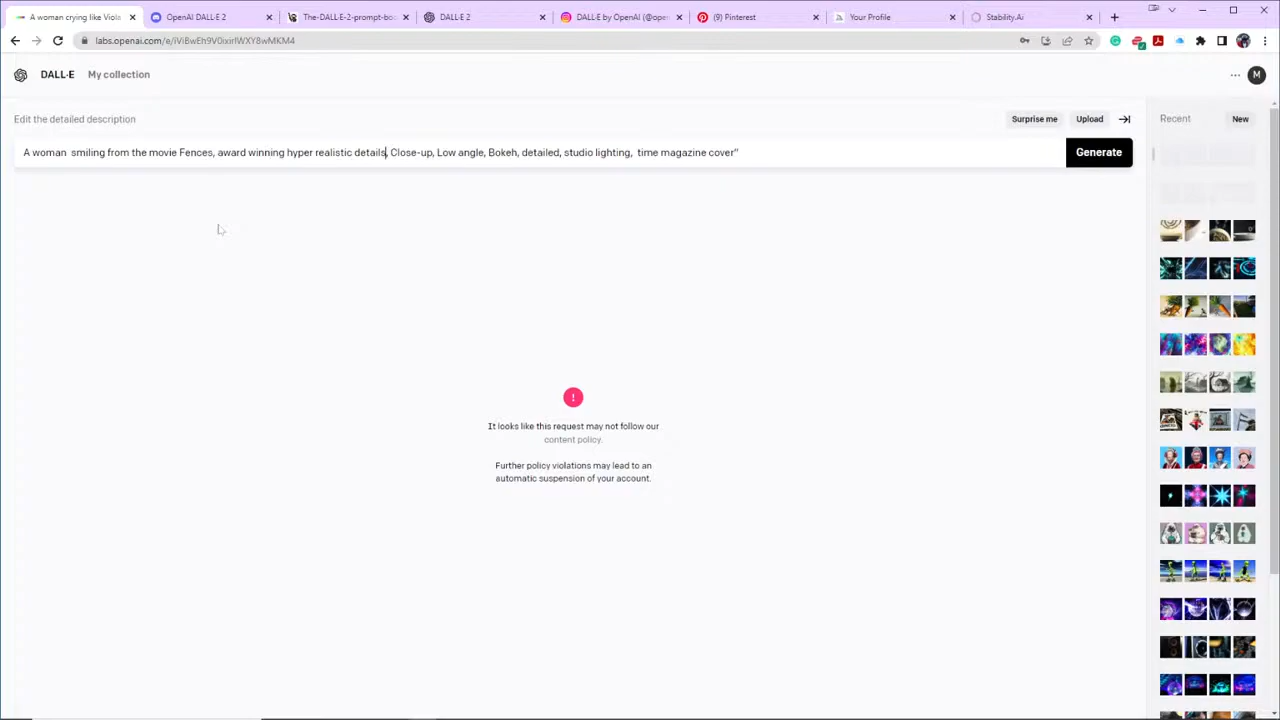 A woman crying like Viola
OpenAI DALL·E 2
The-DALL·E-2-prompt-bo
DALL·E
DALL·E by OpenAI (@open
(9) Pinterest
Your Profile
Stability.Ai
labs.openai.com/e/iViBwEh9V0ixirlWXY8wMKM4
DALL·E My collection
M
Edit the detailed description
Surprise me Upload
Recent New
A woman  smiling from the movie Fences, award winning hyper realistic details, Close-up, Low angle, Bokeh, detailed, studio lighting,  time magazine cover"
Generate
It looks like this request may not follow our
content policy.
Further policy violations may lead to an
automatic suspension of your account.